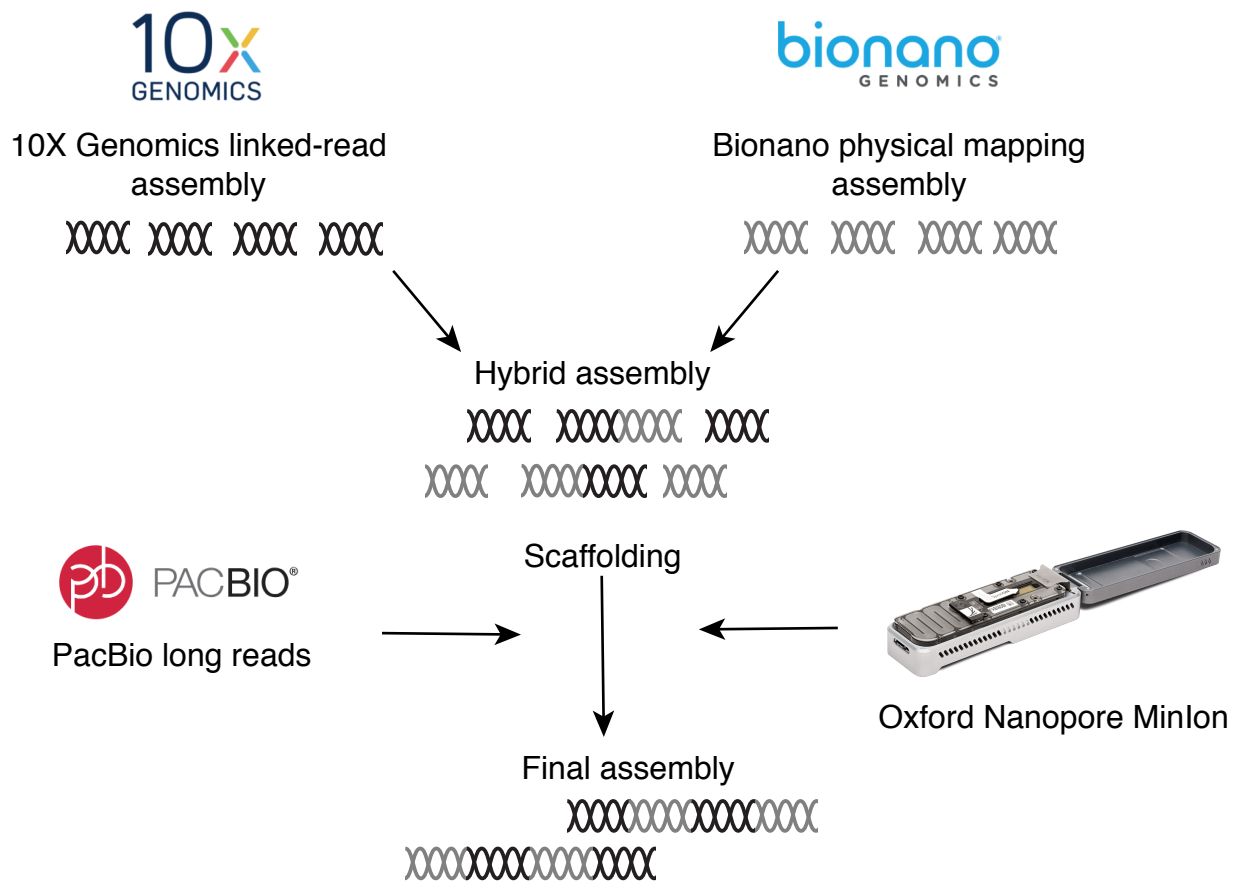 10X
GENOMICS
bionano
GENOMICS
10X Genomics linked-read
assembly
Bionano physical mapping
assembly
Hybrid assembly
Scaffolding
pb
PACBIO®
PacBio long reads
Oxford Nanopore MinIon
Final assembly